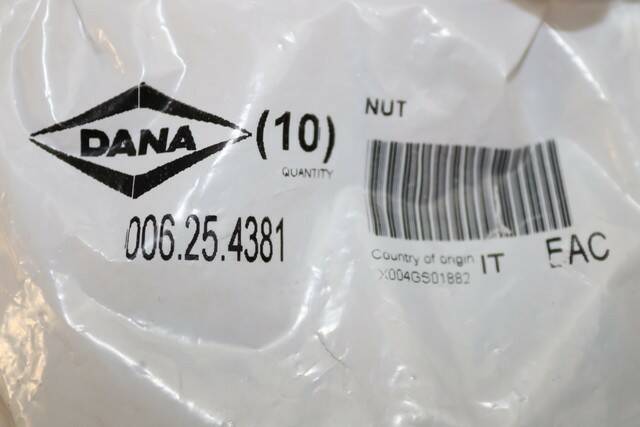 DANA
(10)
QUANTITY
006.25.4381
NUT
Country of origin IT EAC
X004GS01882